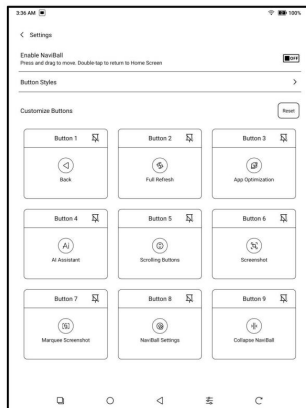 3:36 AM
100%
Settings
Enable NaviBall
Press and drag to move. Double-tap to return to Home Screen
OFF
Button Styles
Customize Buttons
Reset
Button 1
Button 2
Button 3
Back
Full Refresh
App Optimization
Button 4
Button 5
Button 6
Ai
AI Assistant
Scrolling Buttons
Screenshot
Button 7
Button 8
Button 9
Marquee Screenshot
NaviBall Settings
Collapse NaviBall